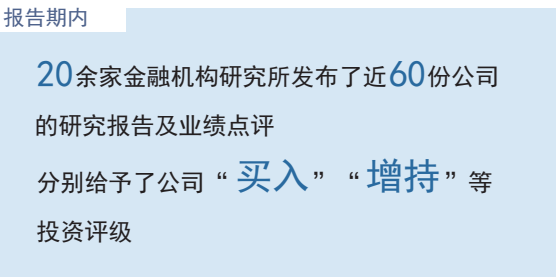 报告期内
20余家金融机构研究所发布了近60份公司
的研究报告及业绩点评
分别给予了公司“买入”“增持”等
投资评级